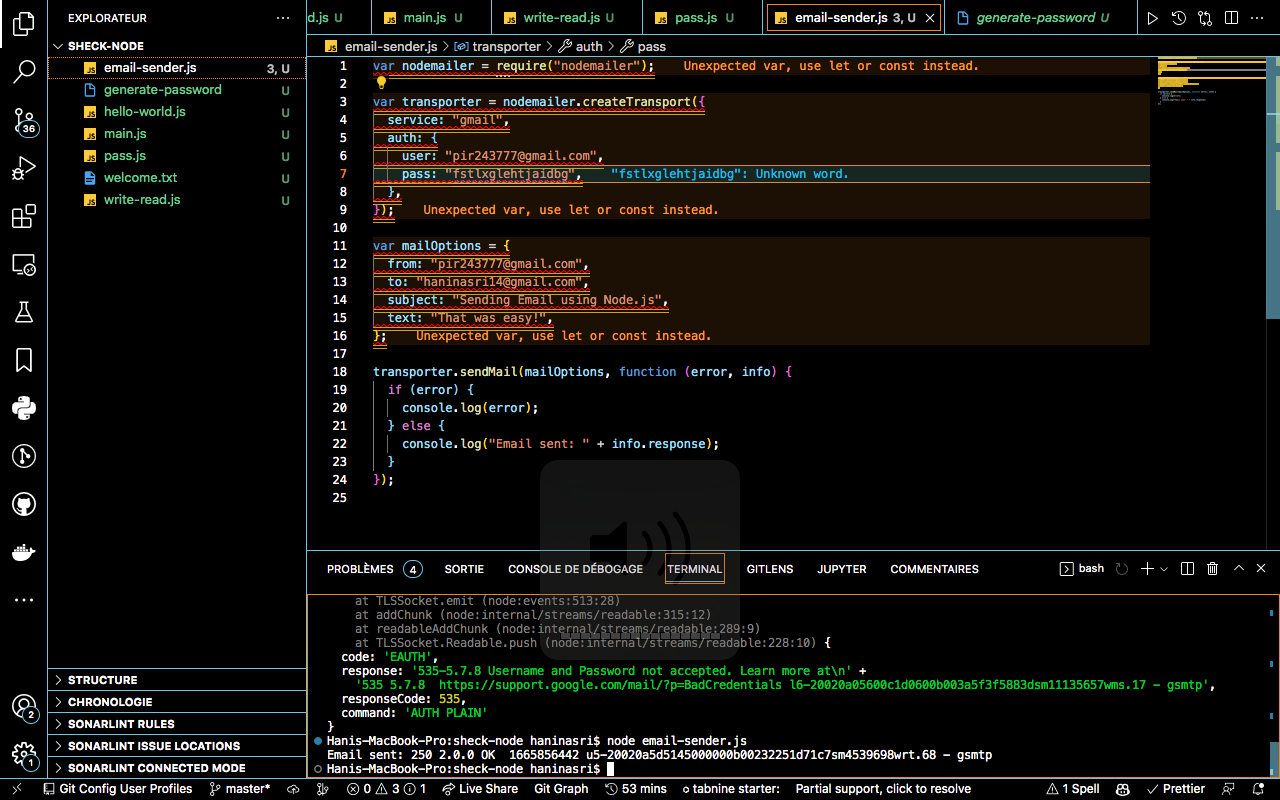 EXPLORATEUR
SHECK-NODE
email-sender.js 3, U
generate-password U
hello-world.js U
main.js U
pass.js U
welcome.txt U
write-read.js U
STRUCTURE
CHRONOLOGIE
SONARLINT RULES
SONARLINT ISSUE LOCATIONS
SONARLINT CONNECTED MODE
36
2
1
d.js U
main.js U
write-read.js U
pass.js U
email-sender.js 3, U
generate-password U
email-sender.js > transporter > auth > pass
1 var nodemailer = require("nodemailer"); Unexpected var, use let or const instead.
2
3 var transporter = nodemailer.createTransport({
4 service: "gmail",
5 auth: {
6 user: "pir243777@gmail.com",
7 pass: "fstlxglehtjaidbg", "fstlxglehtjaidbg": Unknown word.
8 },
9 }); Unexpected var, use let or const instead.
10
11 var mailOptions = {
12 from: "pir243777@gmail.com",
13 to: "haninasri14@gmail.com",
14 subject: "Sending Email using Node.js",
15 text: "That was easy!",
16 }; Unexpected var, use let or const instead.
17
18 transporter.sendMail(mailOptions, function (error, info) {
19 if (error) {
20 console.log(error);
21 } else {
22 console.log("Email sent: " + info.response);
23 }
24 });
25
PROBLÈMES 4 SORTIE CONSOLE DE DÉBOGAGE TERMINAL GITLENS JUPYTER COMMENTAIRES bash
at TLSSocket.emit (node:events:513:28)
at addChunk (node:internal/streams/readable:315:12)
at readableAddChunk (node:internal/streams/readable:289:9)
at TLSSocket.Readable.push (node:internal/streams/readable:228:10) {
code: 'EAUTH',
response: '535-5.7.8 Username and Password not accepted. Learn more at\n' +
'535 5.7.8  https://support.google.com/mail/?p=BadCredentials l6-20020a05600c1d0600b003a5f3f5883dsm11135657wms.17 - gsmtp',
responseCode: 535,
command: 'AUTH PLAIN'
}
Hanis-MacBook-Pro:sheck-node haninasri$ node email-sender.js
Email sent: 250 2.0.0 OK  1665856442 u5-20020a5d5145000000b00232251d71c7sm4539698wrt.68 - gsmtp
Hanis-MacBook-Pro:sheck-node haninasri$
Git Config User Profiles master* 0 3 1 Live Share Git Graph 53 mins tabnine starter: Partial support, click to resolve 1 Spell Prettier